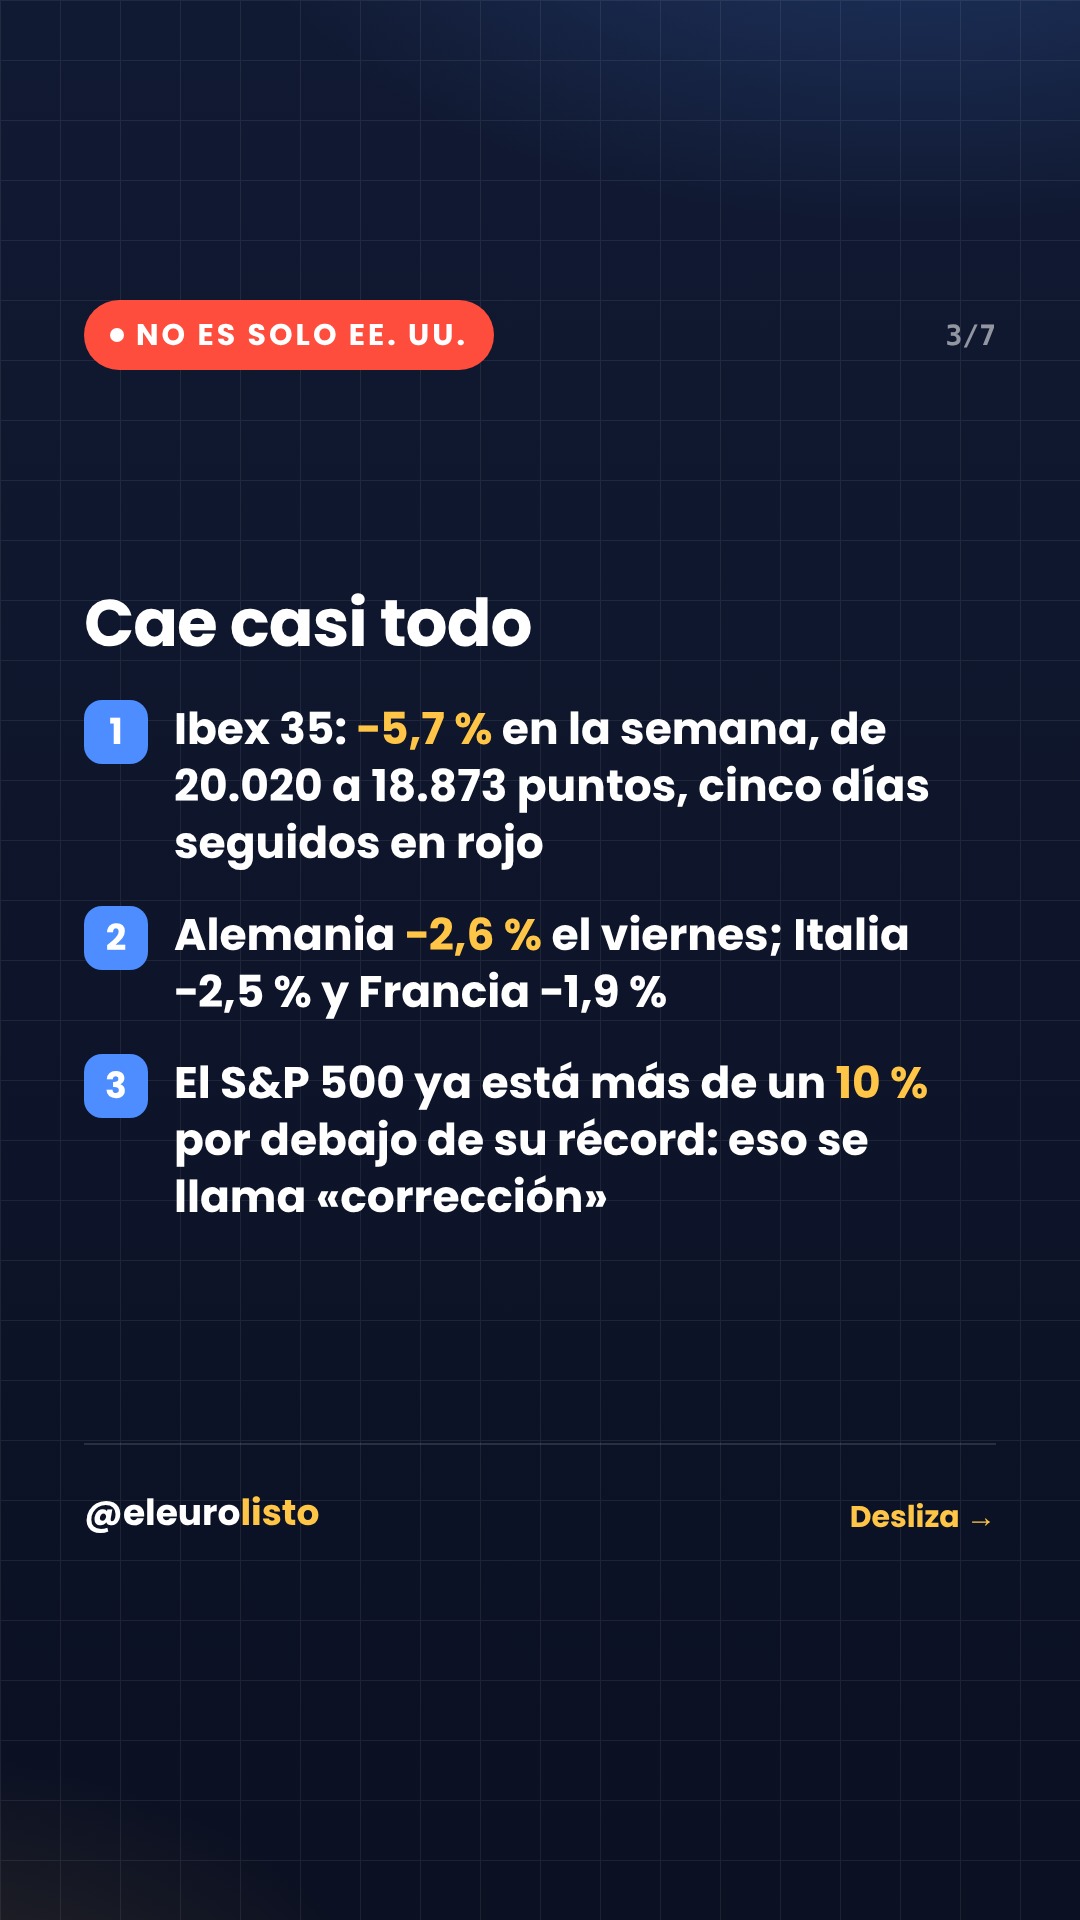 NO ES SOLO EE. UU.
3/7
Cae casi todo
1 Ibex 35: −5,7 % en la semana, de
20.020 a 18.873 puntos, cinco días
seguidos en rojo
2 Alemania −2,6 % el viernes; Italia
−2,5 % y Francia −1,9 %
3 El S&P 500 ya está más de un 10 %
por debajo de su récord: eso se
llama «corrección»
@eleurolisto
Desliza →